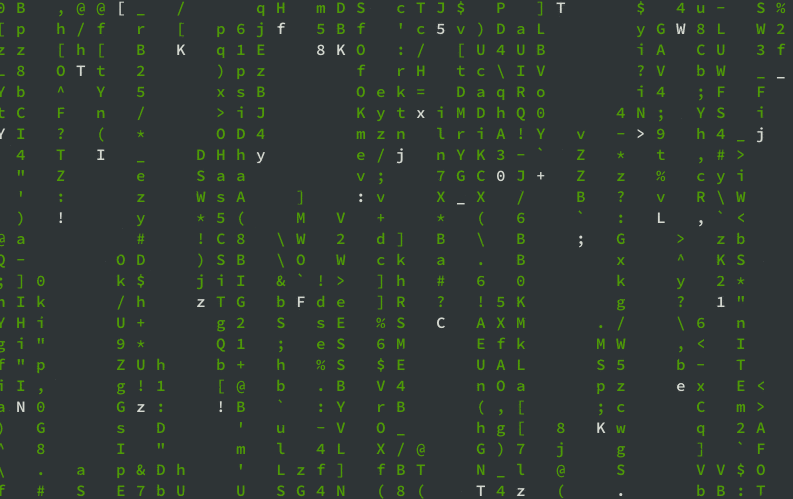 0 B , @ @ [ _ / q H m D S c T J $ P ] T $ 4 u - S %
[ p h / f r p 6 j f 5 B f ' c 5 v ) D a L y G W 8 L W 2
z z / h [ B K q 1 E 8 K O : / [ U 4 U B i A C U 3 f
L 8 [ O T T 2 ) p z f r H t c \ I V ? V b W _ _
Y b ^ Y 5 x s B O e k = D a q R o ? 4 ; F F
t C F n / > i J K y t x i M D h Q 0 4 i N ; Y S i
Y I ? ( * O D 4 m z n l r i A ! Y v - > 9 h 4 _ j
4 T I _ D H h y e / j n Y K 3 - ` Z * t , # >
" Z e S a a v ; 7 G C 0 J + Z z % c y i
' : z W s A ] : v X _ X / B ? v R \ W
) ! y * 5 ( M V + * ( 6 ` : L , ` <
@ a # ! C 8 \ W 2 d ] B \ B ; G > z b
Q - O D ) S B \ O W c k a . B x ^ K S
; ] 0 k $ j i I & ` ! > ] h # 6 0 k y 2 *
h I k / h z T G b F d e ] R ? ! 5 K g ? 1 "
Y H i U + g 2 S s E % S C A X M . / \ 6 n
g i " 9 * Q 1 ; e S 6 M E f k M W , < I
f " p Z U h b + h % S $ E U A L S 5 b - T
i I , g ! 1 [ @ b . B V 4 n O a p z e x E <
a N 0 G z : ! B ` : Y r B ( , [ ; c C m >
) G s D ' u - V O _ h g [ 8 K w q 2 A
^ 8 I " m l 4 L X / @ G ) 7 j g ] ` F
\ . a p & D h ' L z f ] f B T N _ l @ S V V $ O
f # S E 7 b U U S G 4 N ( 8 ( T 4 z ( . b B : T